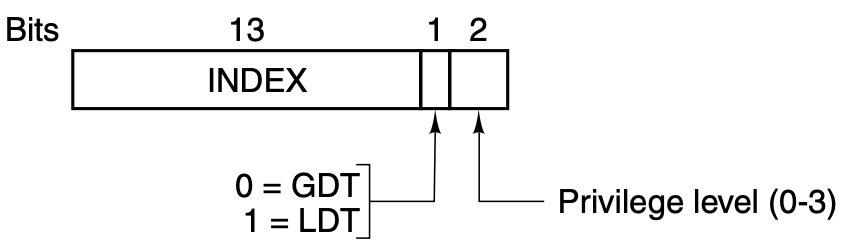 Bits 13 1 2
INDEX
0 = GDT
1 = LDT
Privilege level (0-3)